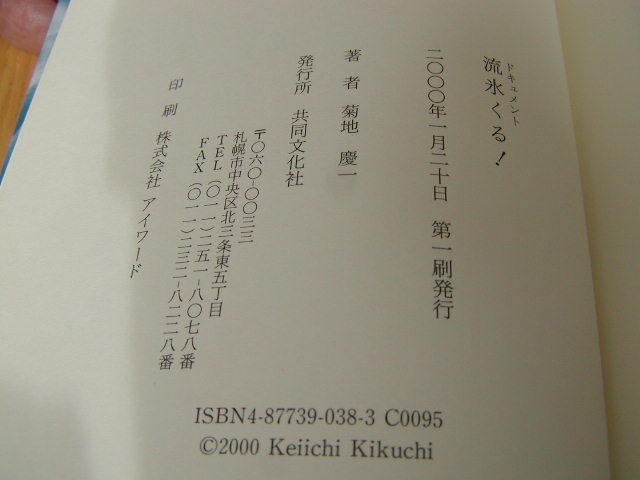 ドキュメント
流氷くる!
二〇〇〇年一月二十日 第一刷発行
著者 菊地 慶一
発行所 共同文化社
〒〇六〇-〇〇三三
札幌市中央区北三条東五丁目
TEL(〇一一)二五一-八〇七八番
FAX(〇一一)二三二-八二二八番
印刷 株式会社 アイワード
ISBN4-87739-038-3 C0095
©2000 Keiichi Kikuchi